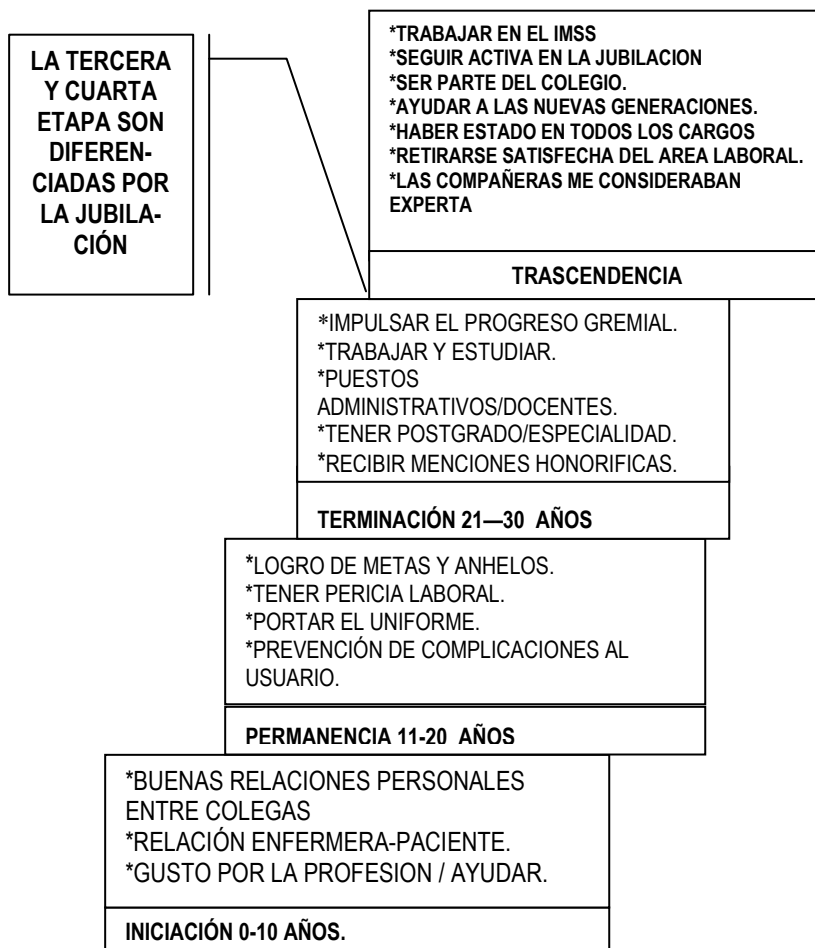 LA TERCERA
Y CUARTA
ETAPA SON
DIFEREN-
CIADAS POR
LA JUBILA-
CIÓN
*TRABAJAR EN EL IMSS
*SEGUIR ACTIVA EN LA JUBILACION
*SER PARTE DEL COLEGIO.
*AYUDAR A LAS NUEVAS GENERACIONES.
*HABER ESTADO EN TODOS LOS CARGOS
*RETIRARSE SATISFECHA DEL AREA LABORAL.
*LAS COMPAÑERAS ME CONSIDERABAN
EXPERTA
TRASCENDENCIA
*IMPULSAR EL PROGRESO GREMIAL.
*TRABAJAR Y ESTUDIAR.
*PUESTOS
ADMINISTRATIVOS/DOCENTES.
*TENER POSTGRADO/ESPECIALIDAD.
*RECIBIR MENCIONES HONORIFICAS.
TERMINACIÓN 21—30 AÑOS
*LOGRO DE METAS Y ANHELOS.
*TENER PERICIA LABORAL.
*PORTAR EL UNIFORME.
*PREVENCIÓN DE COMPLICACIONES AL
USUARIO.
PERMANENCIA 11-20 AÑOS
*BUENAS RELACIONES PERSONALES
ENTRE COLEGAS
*RELACIÓN ENFERMERA-PACIENTE.
*GUSTO POR LA PROFESION / AYUDAR.
INICIACIÓN 0-10 AÑOS.